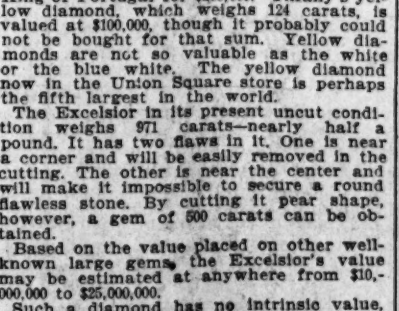 low diamond, which weighs 124 carats, is
valued at $100,000, though it probably could
not be bought for that sum. Yellow dia-
monds are not so valuable as the white
or the blue white. The yellow diamond
now in the Union Square store is perhaps
the fifth largest in the world.
The Excelsior in its present uncut condi-
tion weighs 971 carats—nearly half a
pound. It has two flaws in it. One is near
a corner and will be easily removed in the
cutting. The other is near the center and
will make it impossible to secure a round
flawless stone. By cutting it pear shape,
however, a gem of 500 carats can be ob-
tained.
Based on the value placed on other well-
known large gems, the Excelsior's value
may be estimated at anywhere from $10,-
000,000 to $25,000,000.
Such a diamond has no intrinsic value,